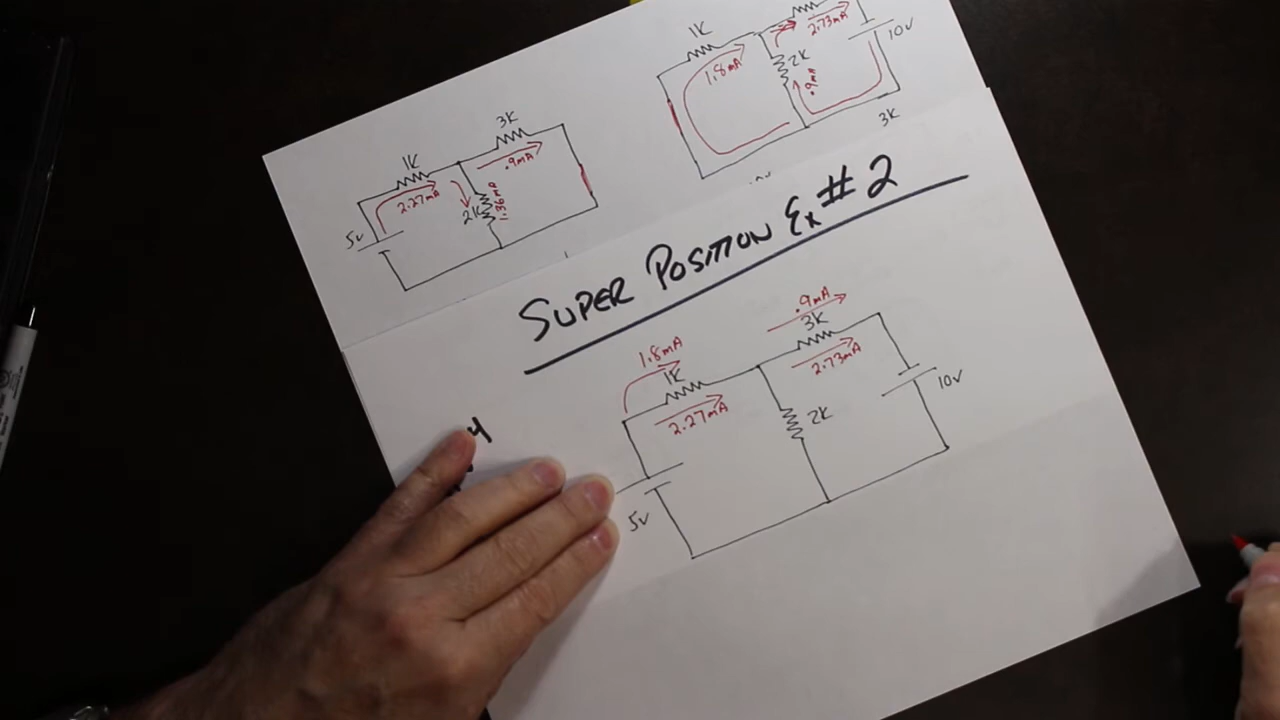 1K
2.73mA
10V
1.8mA
2K
.9mA
3K
3K
1K
.9mA
2.27mA
2K
1.36mA
5V
SUPER POSITION Ex # 2
.9mA
3K
1.8mA
1K
2.73mA
10V
2.27mA
2K
4
5V